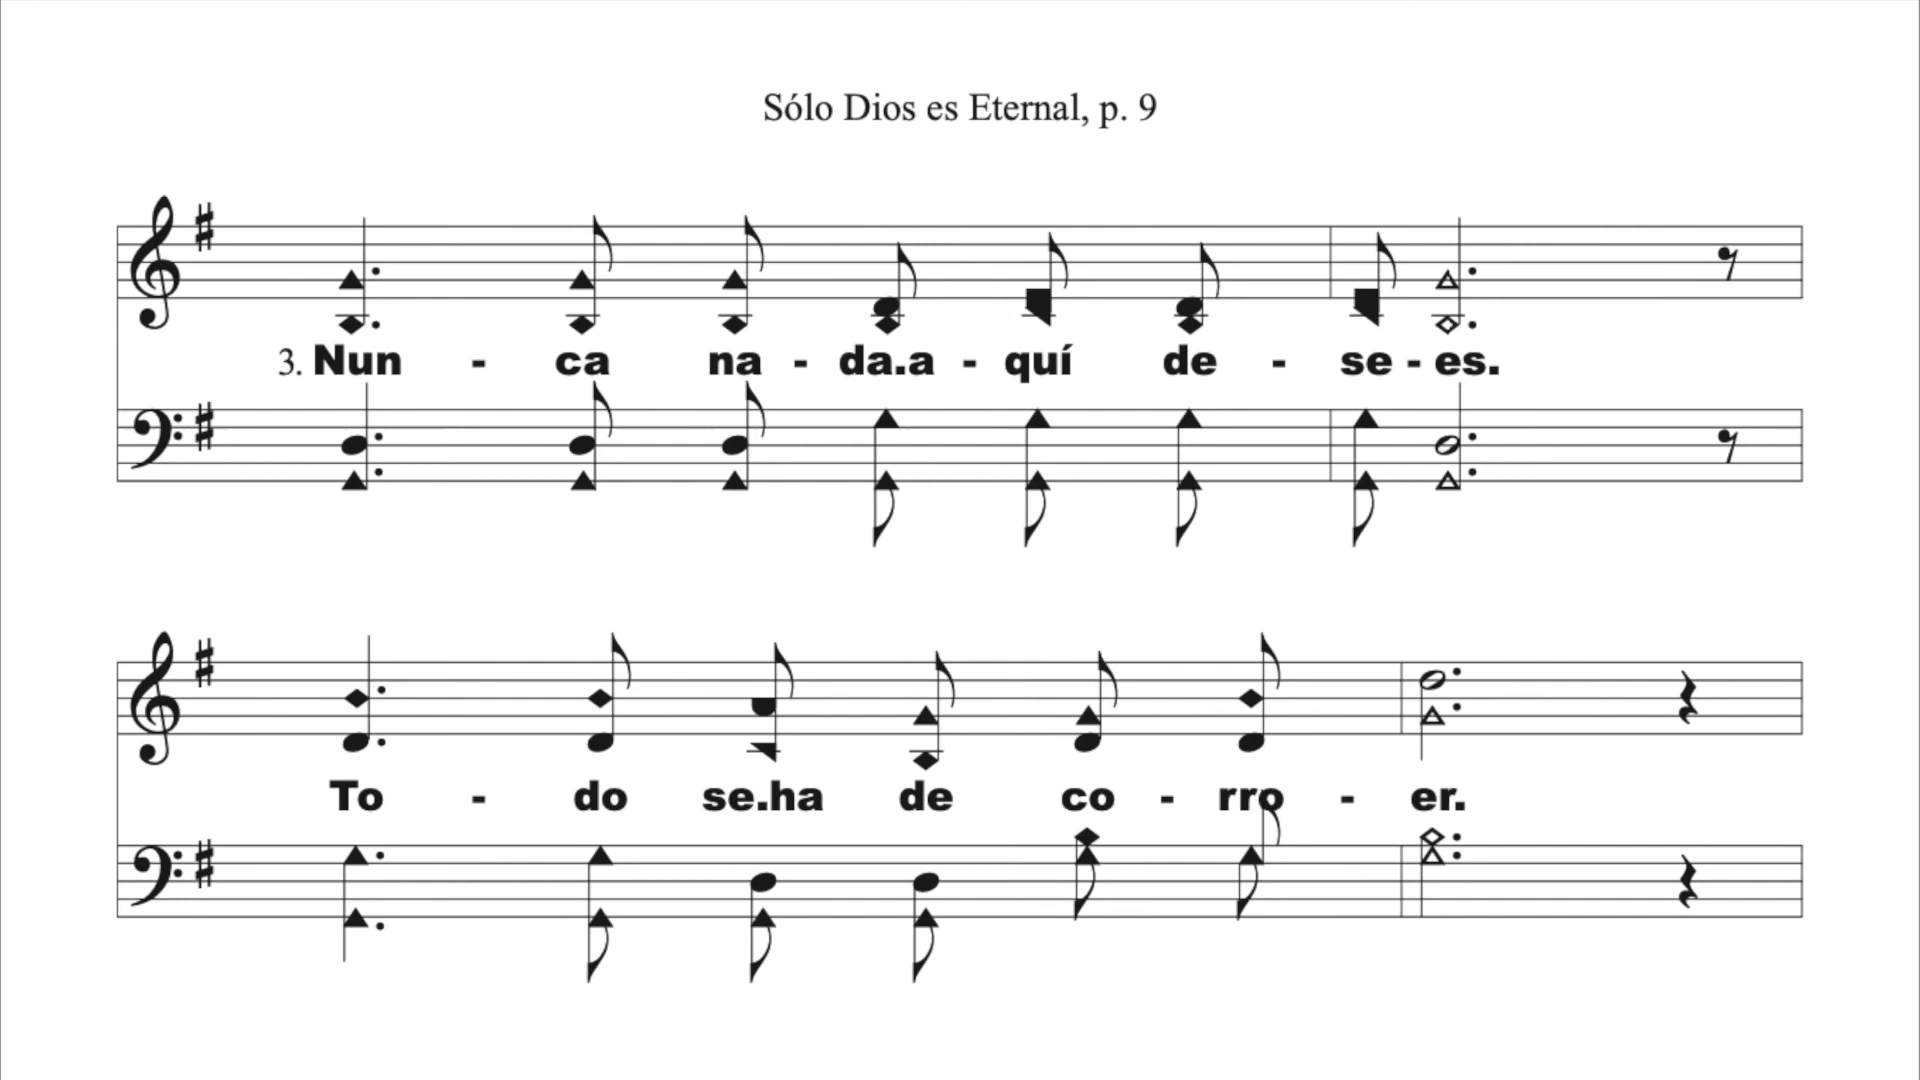 Sólo Dios es Eternal, p. 9
3. Nun - ca na - da.a - quí de - se - es.
To - do se.ha de co - rro - er.